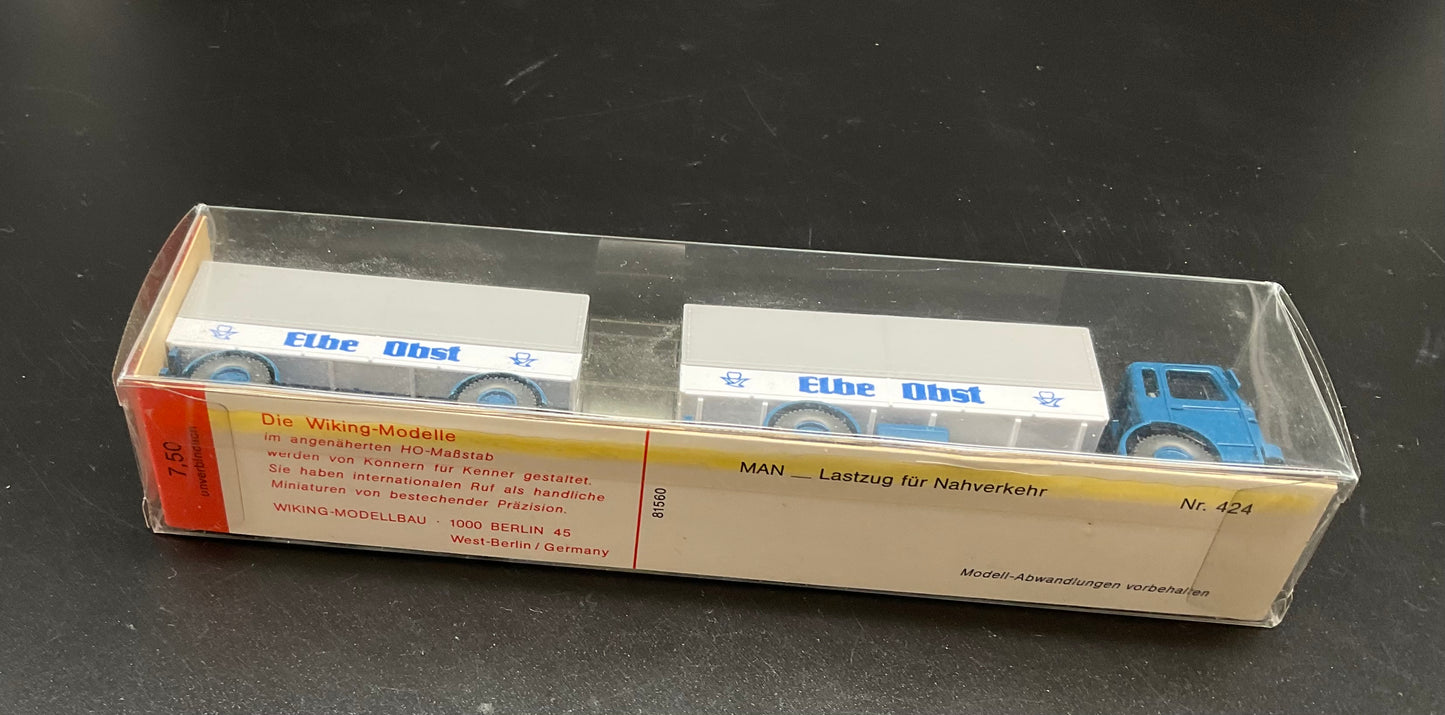 Elbe Obst
Elbe Obst
7,50
unverbindlich
Die Wiking-Modelle
im angenäherten HO-Maßstab
werden von Könnern für Kenner gestaltet.
Sie haben internationalen Ruf als handliche
Miniaturen von bestechender Präzision.
WIKING-MODELLBAU · 1000 BERLIN 45
West-Berlin / Germany
81560
MAN — Lastzug für Nahverkehr
Nr. 424
Modell-Abwandlungen vorbehalten